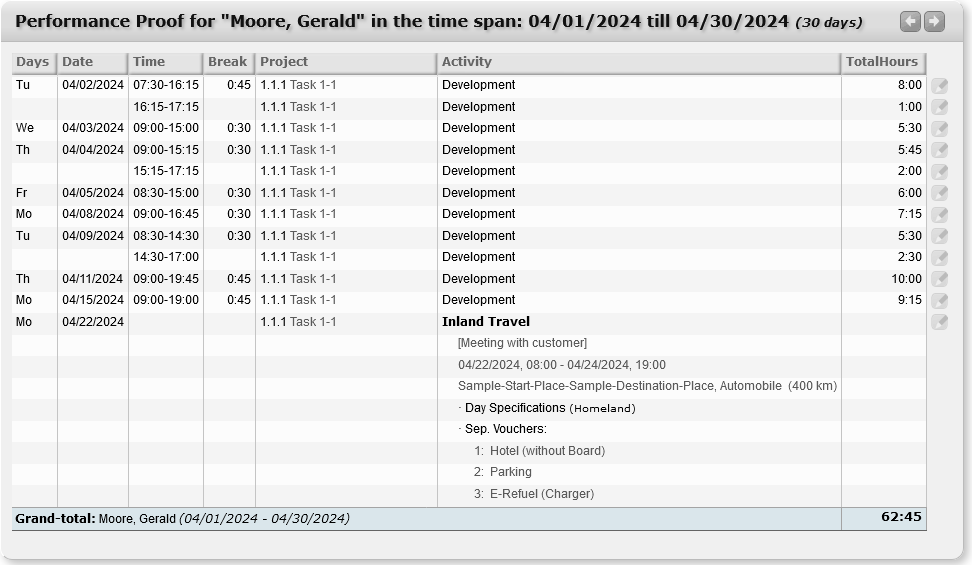 Performance Proof for "Moore, Gerald" in the time span: 04/01/2024 till 04/30/2024 (30 days)
Days Date Time Break Project Activity TotalHours
Tu 04/02/2024 07:30-16:15 0:45 1.1.1 Task 1-1 Development 8:00
16:15-17:15 1.1.1 Task 1-1 Development 1:00
We 04/03/2024 09:00-15:00 0:30 1.1.1 Task 1-1 Development 5:30
Th 04/04/2024 09:00-15:15 0:30 1.1.1 Task 1-1 Development 5:45
15:15-17:15 1.1.1 Task 1-1 Development 2:00
Fr 04/05/2024 08:30-15:00 0:30 1.1.1 Task 1-1 Development 6:00
Mo 04/08/2024 09:00-16:45 0:30 1.1.1 Task 1-1 Development 7:15
Tu 04/09/2024 08:30-14:30 0:30 1.1.1 Task 1-1 Development 5:30
14:30-17:00 1.1.1 Task 1-1 Development 2:30
Th 04/11/2024 09:00-19:45 0:45 1.1.1 Task 1-1 Development 10:00
Mo 04/15/2024 09:00-19:00 0:45 1.1.1 Task 1-1 Development 9:15
Mo 04/22/2024 1.1.1 Task 1-1 Inland Travel
[Meeting with customer]
04/22/2024, 08:00 - 04/24/2024, 19:00
Sample-Start-Place-Sample-Destination-Place, Automobile (400 km)
· Day Specifications (Homeland)
· Sep. Vouchers:
1: Hotel (without Board)
2: Parking
3: E-Refuel (Charger)
Grand-total: Moore, Gerald (04/01/2024 - 04/30/2024) 62:45